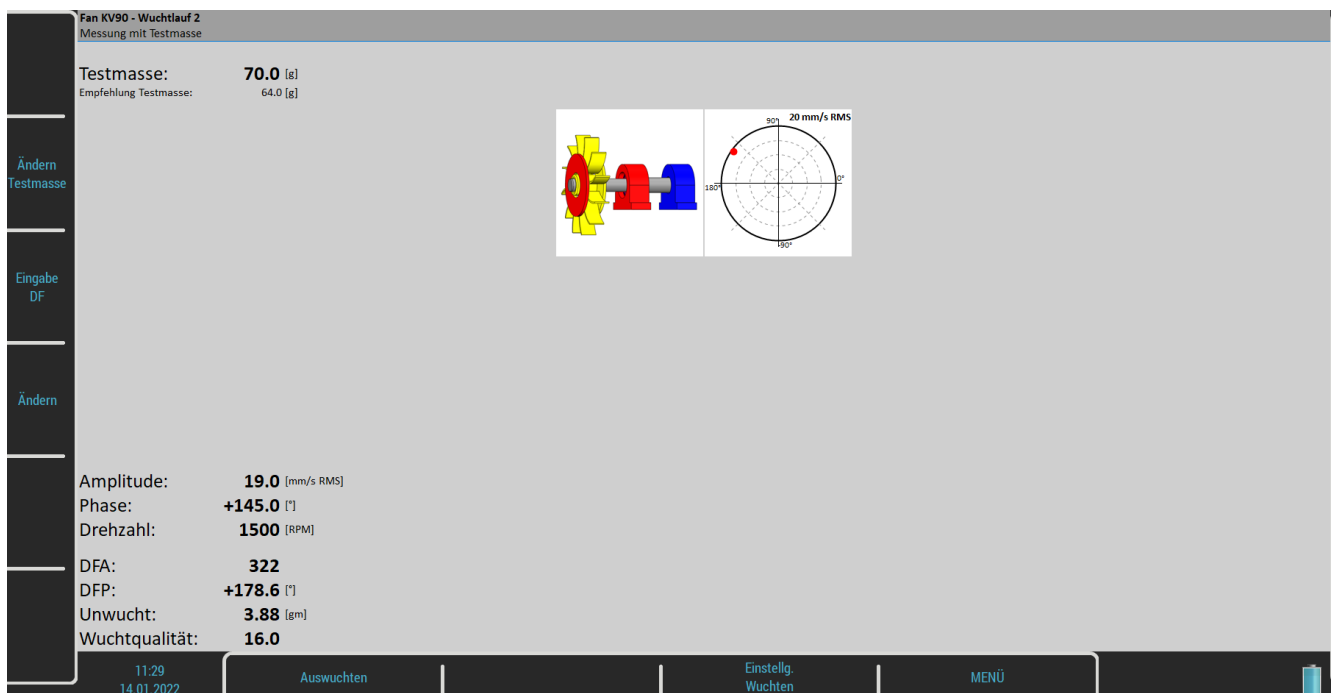 Fan KV90 - Wuchtlauf 2
Messung mit Testmasse
Testmasse: 70.0 [g]
Empfehlung Testmasse: 64.0 [g]
20 mm/s RMS
90°
0°
180°
-90°
Ändern
Testmasse
Eingabe
DF
Ändern
Amplitude: 19.0 [mm/s RMS]
Phase: +145.0 [°]
Drehzahl: 1500 [RPM]
DFA: 322
DFP: +178.6 [°]
Unwucht: 3.88 [gm]
Wuchtqualität: 16.0
11:29
14.01.2022
Auswuchten
Einstellg.
Wuchten
MENÜ